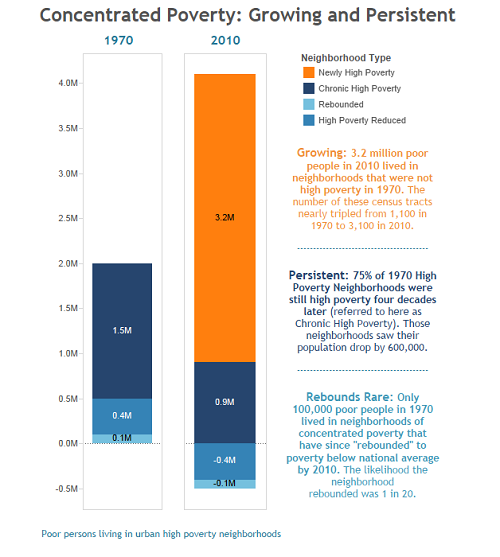 Concentrated Poverty: Growing and Persistent
1970
2010
4.0M
3.5M
3.0M
2.5M
2.0M
1.5M
1.0M
0.5M
0.0M
-0.5M
1.5M
0.4M
0.1M
3.2M
0.9M
-0.4M
-0.1M
Neighborhood Type
Newly High Poverty
Chronic High Poverty
Rebounded
High Poverty Reduced
Growing: 3.2 million poor
people in 2010 lived in
neighborhoods that were not
high poverty in 1970. The
number of these census tracts
nearly tripled from 1,100 in
1970 to 3,100 in 2010.
Persistent: 75% of 1970 High
Poverty Neighborhoods were
still high poverty four decades
later (referred to here as
Chronic High Poverty). Those
neighborhoods saw their
population drop by 600,000.
Rebounds Rare: Only
100,000 poor people in 1970
lived in neighborhoods of
concentrated poverty that
have since "rebounded" to
poverty below national average
by 2010. The likelihood the
neighborhood
rebounded was 1 in 20.
Poor persons living in urban high poverty neighborhoods